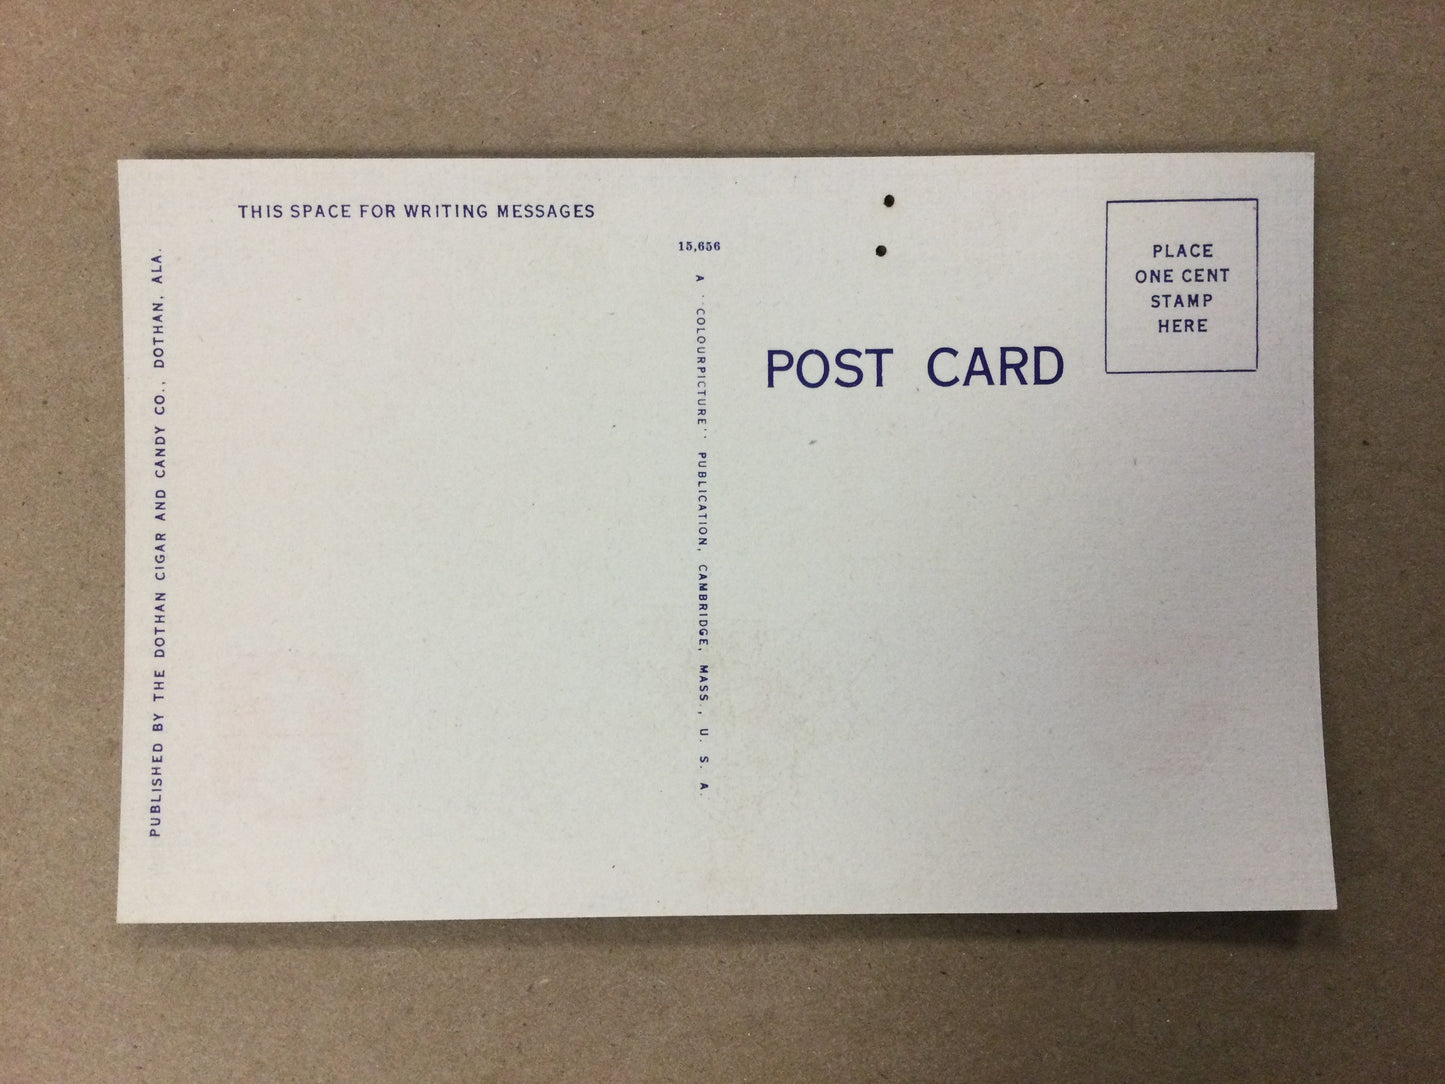 THIS SPACE FOR WRITING MESSAGES
PUBLISHED BY THE DOTHAN CIGAR AND CANDY CO., DOTHAN, ALA.
15,656
A "COLOURPICTURE" PUBLICATION, CAMBRIDGE, MASS., U. S. A.
POST CARD
PLACE
ONE CENT
STAMP
HERE